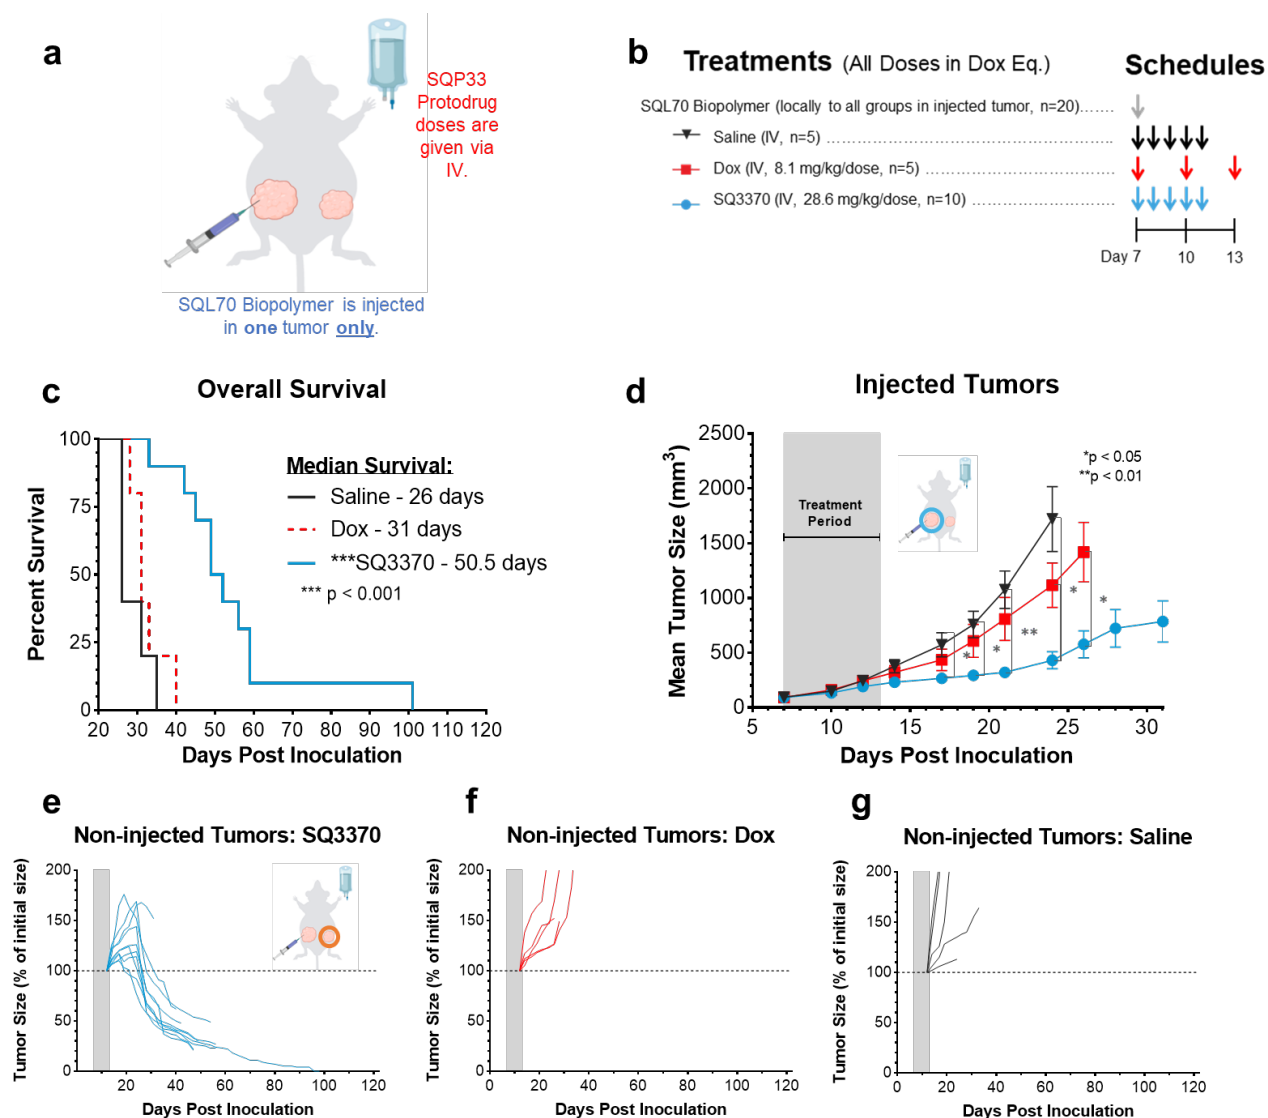 a
SQP33
Protodrug
doses are
given via
IV.
SQL70 Biopolymer is injected
in one tumor only.
b
Treatments (All Doses in Dox Eq.)
Schedules
SQL70 Biopolymer (locally to all groups in injected tumor, n=20).......
Saline (IV, n=5)
Dox (IV, 8.1 mg/kg/dose, n=5)
SQ3370 (IV, 28.6 mg/kg/dose, n=10)
Day 7 10 13
c
Overall Survival
Percent Survival
100
75
50
25
0
20 30 40 50 60 70 80 90 100 110 120
Days Post Inoculation
Median Survival:
Saline - 26 days
Dox - 31 days
***SQ3370 - 50.5 days
*** p < 0.001
d
Injected Tumors
Mean Tumor Size (mm3)
2500
2000
1500
1000
500
0
5 10 15 20 25 30
Days Post Inoculation
Treatment
Period
*p < 0.05
**p < 0.01
* * ** * *
e
Non-injected Tumors: SQ3370
Tumor Size (% of initial size)
200
150
100
50
0
20 40 60 80 100 120
Days Post Inoculation
f
Non-injected Tumors: Dox
Tumor Size (% of initial size)
200
150
100
50
0
0 20 40 60 80 100 120
Days Post Inoculation
g
Non-injected Tumors: Saline
Tumor Size (% of initial size)
200
150
100
50
0
0 20 40 60 80 100 120
Days Post Inoculation